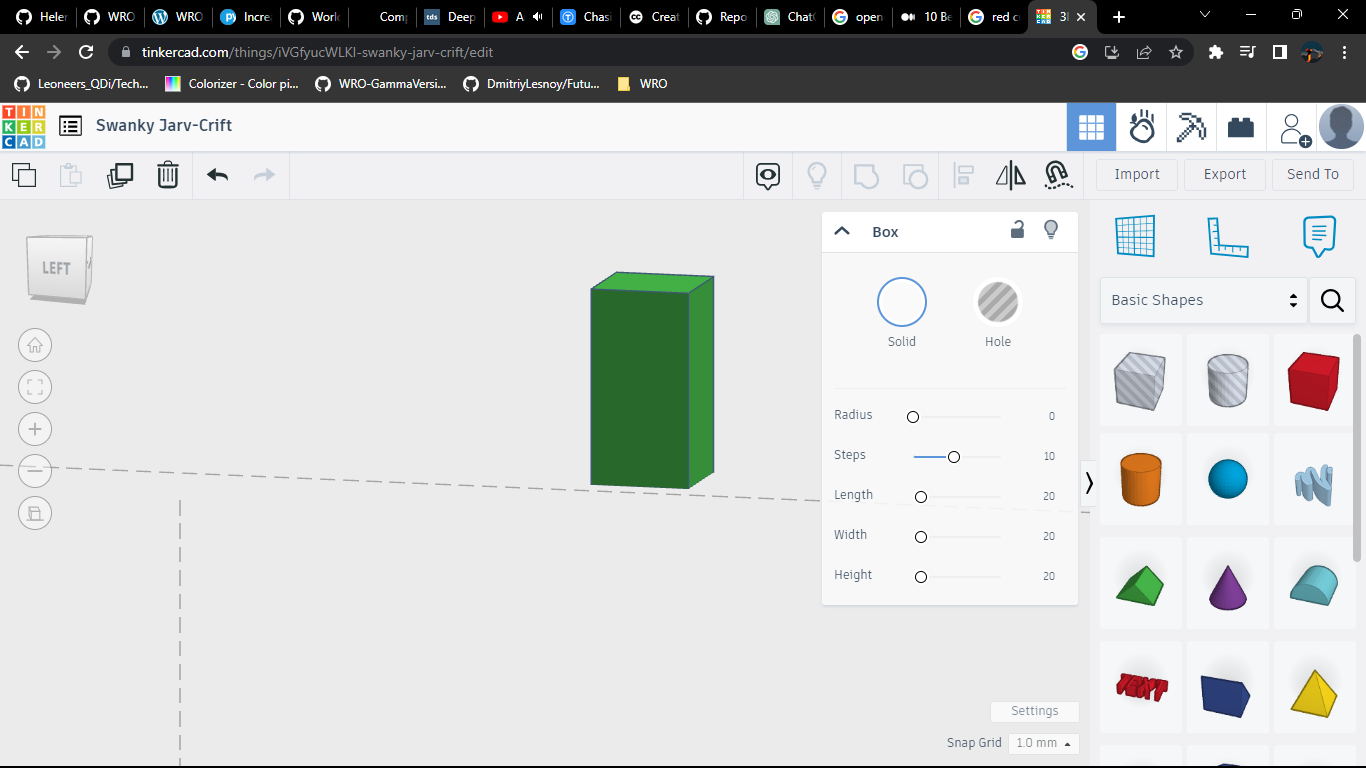 Heler
WRO
WRO
Incre
Work
Comp
tds Deep
A
Chasi
cc Creat
Repo
Chat
open
10 Be
red c
3I
tinkercad.com/things/iVGfyucWLKI-swanky-jarv-crift/edit
Leoneers_QDi/Tech...
Colorizer - Color pi...
WRO-GammaVersi...
DmitriyLesnoy/Futu...
WRO
TIN
KER
CAD
Swanky Jarv-Crift
Import
Export
Send To
LEFT
Box
Solid
Hole
Radius 0
Steps 10
Length 20
Width 20
Height 20
Basic Shapes
TEXT
Settings
Snap Grid 1.0 mm